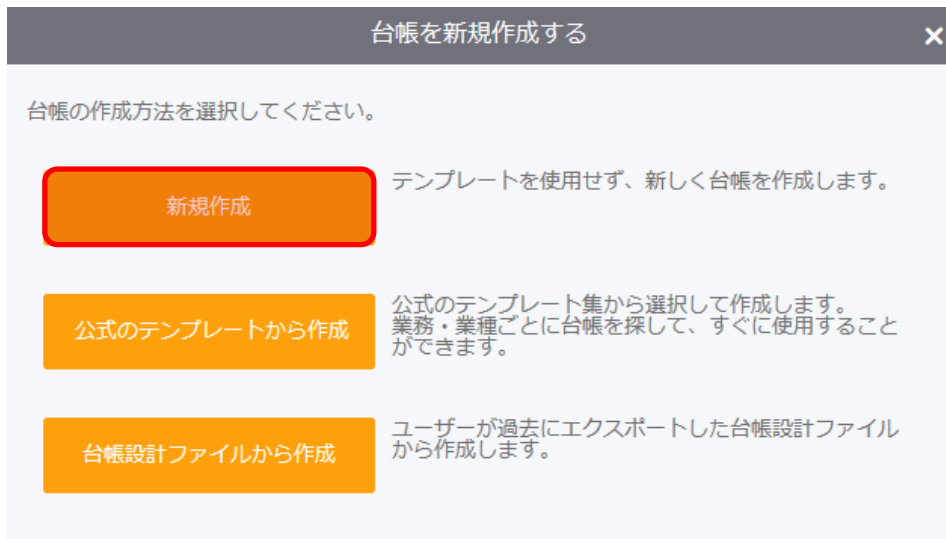 台帳を新規作成する
×
台帳の作成方法を選択してください。
新規作成
テンプレートを使用せず、新しく台帳を作成します。
公式のテンプレートから作成
公式のテンプレート集から選択して作成します。
業務・業種ごとに台帳を探して、すぐに使用すること
ができます。
台帳設計ファイルから作成
ユーザーが過去にエクスポートした台帳設計ファイル
から作成します。